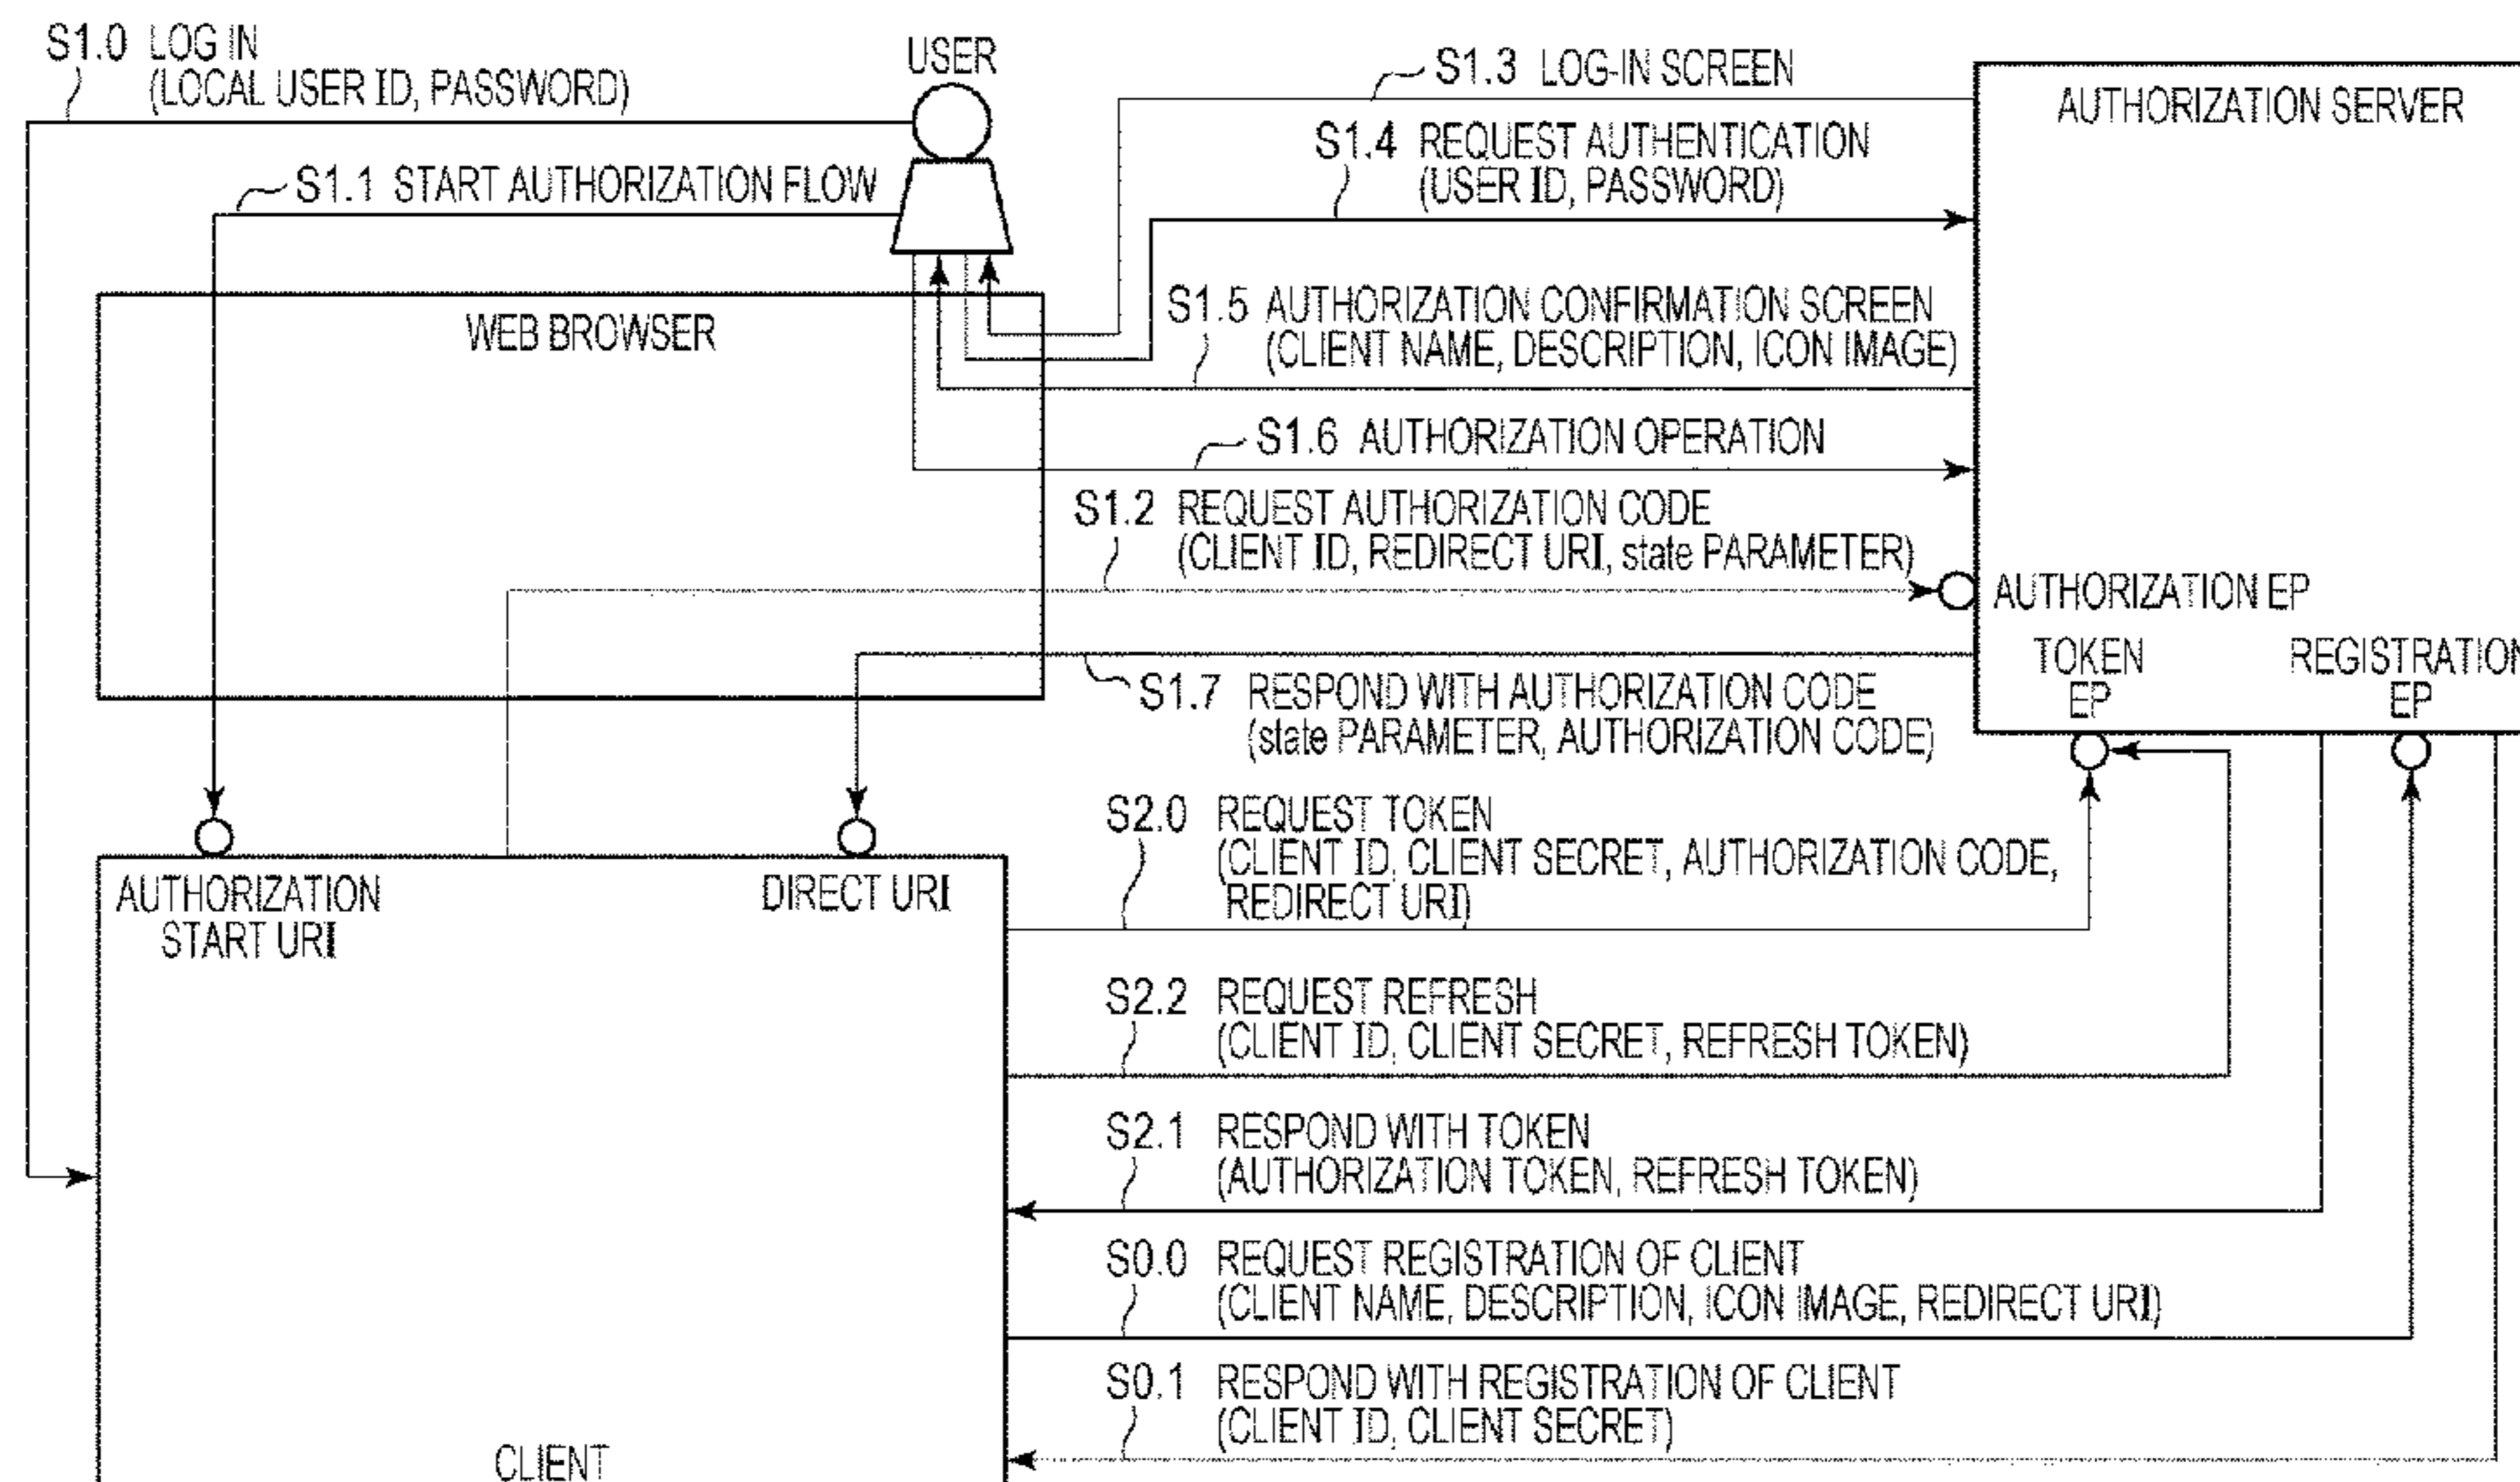 S1.0 LOG IN
(LOCAL USER ID, PASSWORD)
USER
S1.1 START AUTHORIZATION FLOW
S1.3 LOG-IN SCREEN
AUTHORIZATION SERVER
S1.4 REQUEST AUTHENTICATION
(USER ID, PASSWORD)
WEB BROWSER
S1.5 AUTHORIZATION CONFIRMATION SCREEN
(CLIENT NAME, DESCRIPTION, ICON IMAGE)
S1.6 AUTHORIZATION OPERATION
S1.2 REQUEST AUTHORIZATION CODE
(CLIENT ID, REDIRECT URI, state PARAMETER)
AUTHORIZATION EP
TOKEN
EP
REGISTRATION
EP
S1.7 RESPOND WITH AUTHORIZATION CODE
(state PARAMETER, AUTHORIZATION CODE)
AUTHORIZATION
START URI
DIRECT URI
S2.0 REQUEST TOKEN
(CLIENT ID, CLIENT SECRET, AUTHORIZATION CODE,
REDIRECT URI)
S2.2 REQUEST REFRESH
(CLIENT ID, CLIENT SECRET, REFRESH TOKEN)
S2.1 RESPOND WITH TOKEN
(AUTHORIZATION TOKEN, REFRESH TOKEN)
S0.0 REQUEST REGISTRATION OF CLIENT
(CLIENT NAME, DESCRIPTION, ICON IMAGE, REDIRECT URI)
S0.1 RESPOND WITH REGISTRATION OF CLIENT
(CLIENT ID, CLIENT SECRET)
CLIENT